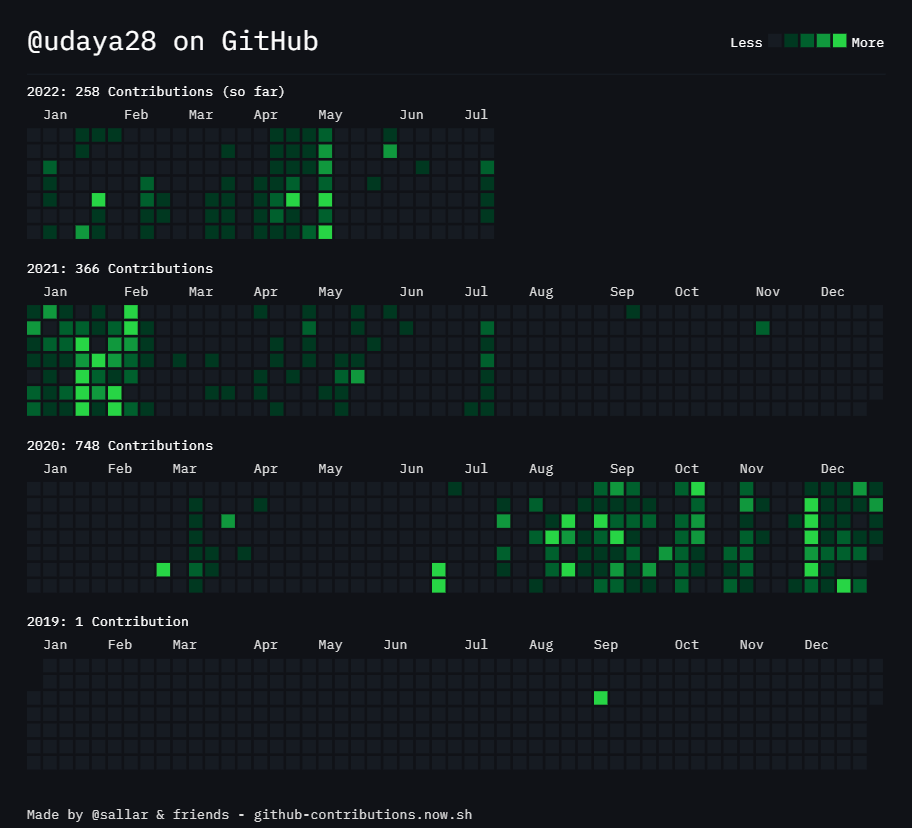 @udaya28 on GitHub
Less More
2022: 258 Contributions (so far)
Jan Feb Mar Apr May Jun Jul
2021: 366 Contributions
Jan Feb Mar Apr May Jun Jul Aug Sep Oct Nov Dec
2020: 748 Contributions
Jan Feb Mar Apr May Jun Jul Aug Sep Oct Nov Dec
2019: 1 Contribution
Jan Feb Mar Apr May Jun Jul Aug Sep Oct Nov Dec
Made by @sallar & friends - github-contributions.now.sh